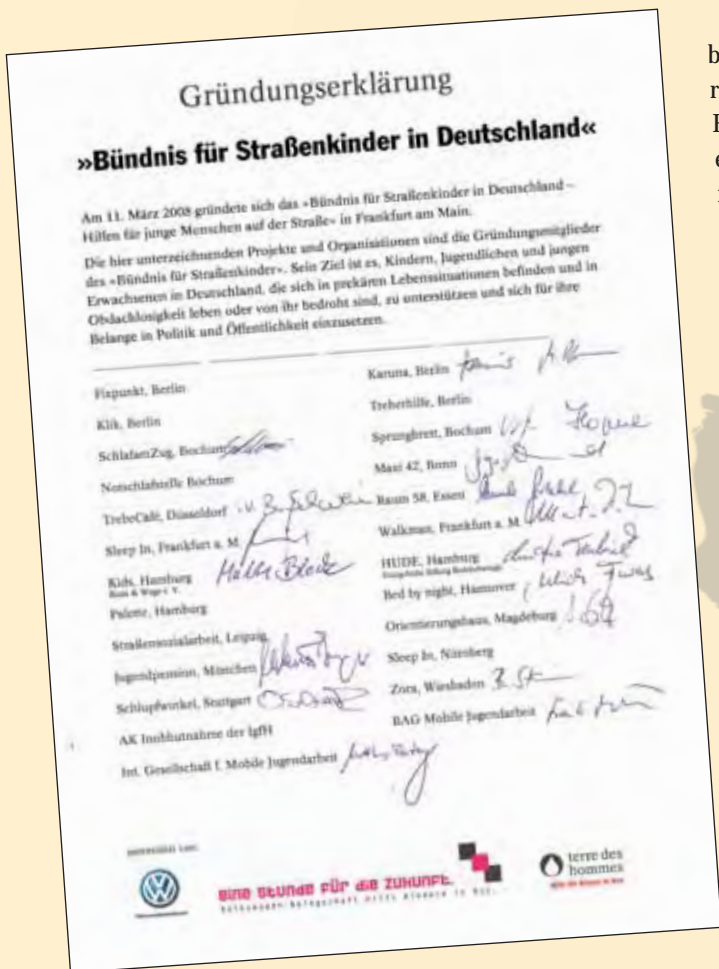 Gründungserklärung
»Bündnis für Straßenkinder in Deutschland«
Am 11. März 2008 gründete sich das »Bündnis für Straßenkinder in Deutschland –
Hilfen für junge Menschen auf der Straße« in Frankfurt am Main.
Die hier unterzeichnenden Projekte und Organisationen sind die Gründungsmitglieder
des »Bündnis für Straßenkinder«. Sein Ziel ist es, Kindern, Jugendlichen und jungen
Erwachsenen in Deutschland, die sich in prekären Lebenssituationen befinden und in
Obdachlosigkeit leben oder von ihr bedroht sind, zu unterstützen und sich für ihre
Belange in Politik und Öffentlichkeit einzusetzen.
Fixpunkt, Berlin
Klik, Berlin
SchlafamZug, Bochum
Notschlafstelle Bochum
TrebeCafé, Düsseldorf
Sleep In, Frankfurt a. M.
Kids, Hamburg
Basis & Woge e. V.
Palette, Hamburg
Straßensozialarbeit, Leipzig
Jugendpension, München
Schlupfwinkel, Stuttgart
AK Inobhutnahme der IgfH
Int. Gesellschaft f. Mobile Jugendarbeit
Karuna, Berlin
Treberhilfe, Berlin
Sprungbrett, Bochum
Maxi 42, Bonn
Raum 58, Essen
Walkman, Frankfurt a. M.
HUDE, Hamburg
Bed by night, Hannover
Orientierungshaus, Magdeburg
Sleep In, Nürnberg
Zora, Wiesbaden
BAG Mobile Jugendarbeit
eine stunde für die zukunft.
terre des
hommes